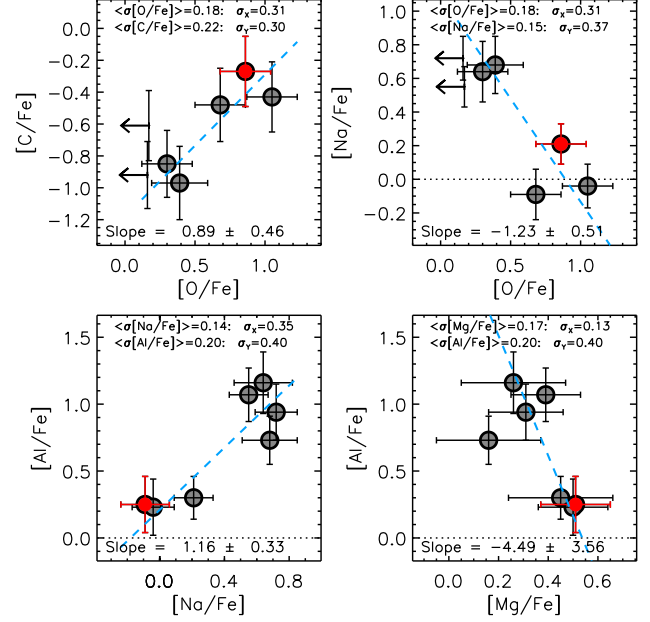 <σ[O/Fe]>=0.18: σX=0.31
<σ[C/Fe]>=0.22: σY=0.30
0.0
−0.2
−0.4
−0.6
−0.8
−1.0
−1.2
[C/Fe]
Slope = 0.89 ± 0.46
0.0 0.5 1.0
[O/Fe]
<σ[O/Fe]>=0.18: σX=0.31
<σ[Na/Fe]>=0.15: σY=0.37
1.0
0.8
0.6
0.4
0.2
0.0
−0.2
[Na/Fe]
Slope = −1.23 ± 0.51
0.0 0.5 1.0
[O/Fe]
<σ[Na/Fe]>=0.14: σX=0.35
<σ[Al/Fe]>=0.20: σY=0.40
1.5
1.0
0.5
0.0
[Al/Fe]
Slope = 1.16 ± 0.33
0.0 0.4 0.8
[Na/Fe]
<σ[Mg/Fe]>=0.17: σX=0.13
<σ[Al/Fe]>=0.20: σY=0.40
1.5
1.0
0.5
0.0
[Al/Fe]
Slope = −4.49 ± 3.56
0.0 0.2 0.4 0.6
[Mg/Fe]